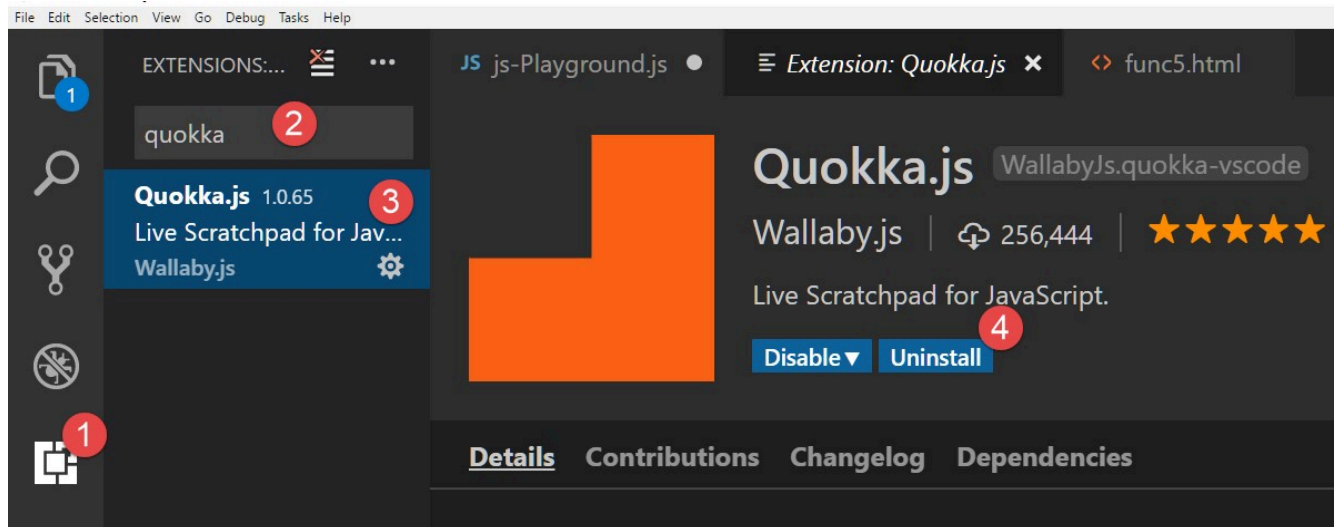 File Edit Selection View Go Debug Tasks Help
1
EXTENSIONS:... ...
quokka 2
Quokka.js 1.0.65 3
Live Scratchpad for Jav...
Wallaby.js
1
JS js-Playground.js
Extension: Quokka.js
<> func5.html
Quokka.js WallabyJs.quokka-vscode
Wallaby.js 256,444
Live Scratchpad for JavaScript.
4
Disable Uninstall
Details Contributions Changelog Dependencies